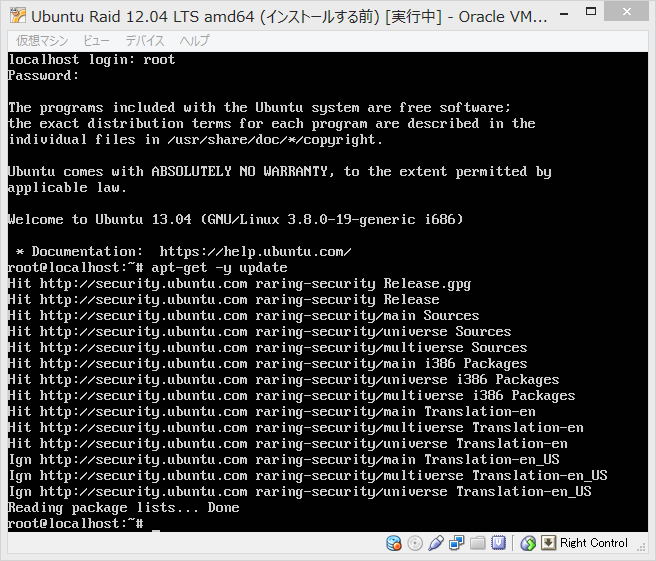 Ubuntu Raid 12.04 LTS amd64 (インストールする前) [実行中] - Oracle VM...
仮想マシン ビュー デバイス ヘルプ
localhost login: root
Password:
The programs included with the Ubuntu system are free software;
the exact distribution terms for each program are described in the
individual files in /usr/share/doc/*/copyright.
Ubuntu comes with ABSOLUTELY NO WARRANTY, to the extent permitted by
applicable law.
Welcome to Ubuntu 13.04 (GNU/Linux 3.8.0-19-generic i686)
* Documentation:  https://help.ubuntu.com/
root@localhost:~# apt-get -y update
Hit http://security.ubuntu.com raring-security Release.gpg
Hit http://security.ubuntu.com raring-security Release
Hit http://security.ubuntu.com raring-security/main Sources
Hit http://security.ubuntu.com raring-security/universe Sources
Hit http://security.ubuntu.com raring-security/multiverse Sources
Hit http://security.ubuntu.com raring-security/main i386 Packages
Hit http://security.ubuntu.com raring-security/universe i386 Packages
Hit http://security.ubuntu.com raring-security/multiverse i386 Packages
Hit http://security.ubuntu.com raring-security/main Translation-en
Hit http://security.ubuntu.com raring-security/multiverse Translation-en
Hit http://security.ubuntu.com raring-security/universe Translation-en
Ign http://security.ubuntu.com raring-security/main Translation-en_US
Ign http://security.ubuntu.com raring-security/multiverse Translation-en_US
Ign http://security.ubuntu.com raring-security/universe Translation-en_US
Reading package lists... Done
root@localhost:~# _
Right Control